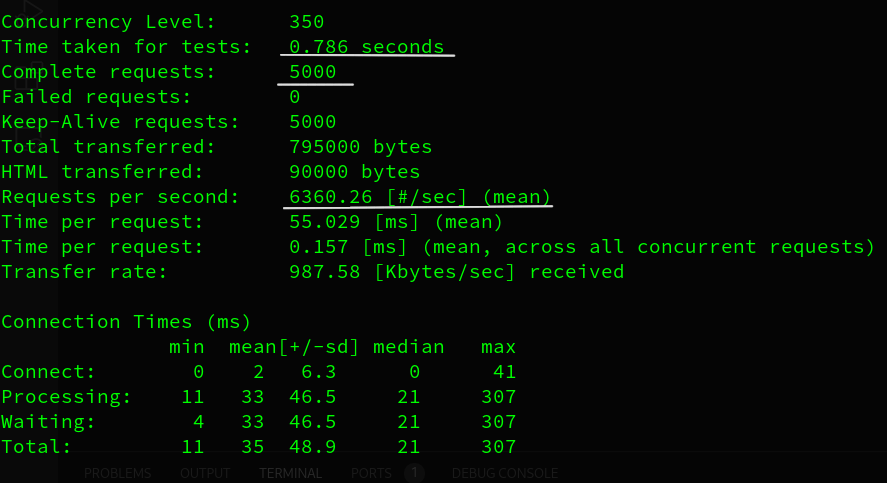 Concurrency Level: 350
Time taken for tests: 0.786 seconds
Complete requests: 5000
Failed requests: 0
Keep-Alive requests: 5000
Total transferred: 795000 bytes
HTML transferred: 90000 bytes
Requests per second: 6360.26 [#/sec] (mean)
Time per request: 55.029 [ms] (mean)
Time per request: 0.157 [ms] (mean, across all concurrent requests)
Transfer rate: 987.58 [Kbytes/sec] received
Connection Times (ms)
min mean[+/-sd] median max
Connect: 0 2 6.3 0 41
Processing: 11 33 46.5 21 307
Waiting: 4 33 46.5 21 307
Total: 11 35 48.9 21 307
PROBLEMS OUTPUT TERMINAL PORTS 1 DEBUG CONSOLE